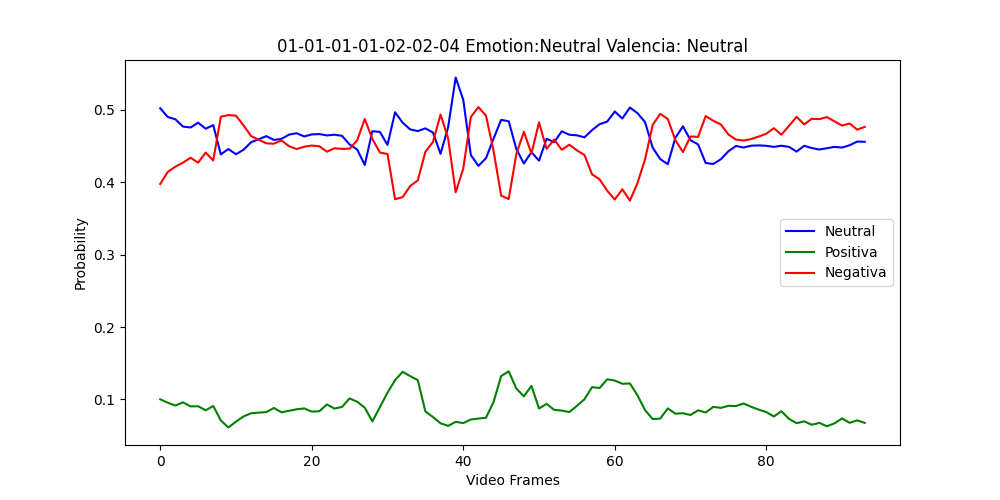 01-01-01-01-02-02-04 Emotion:Neutral Valencia: Neutral
Probability
0.5
0.4
0.3
0.2
0.1
Neutral
Positiva
Negativa
0 20 40 60 80
Video Frames